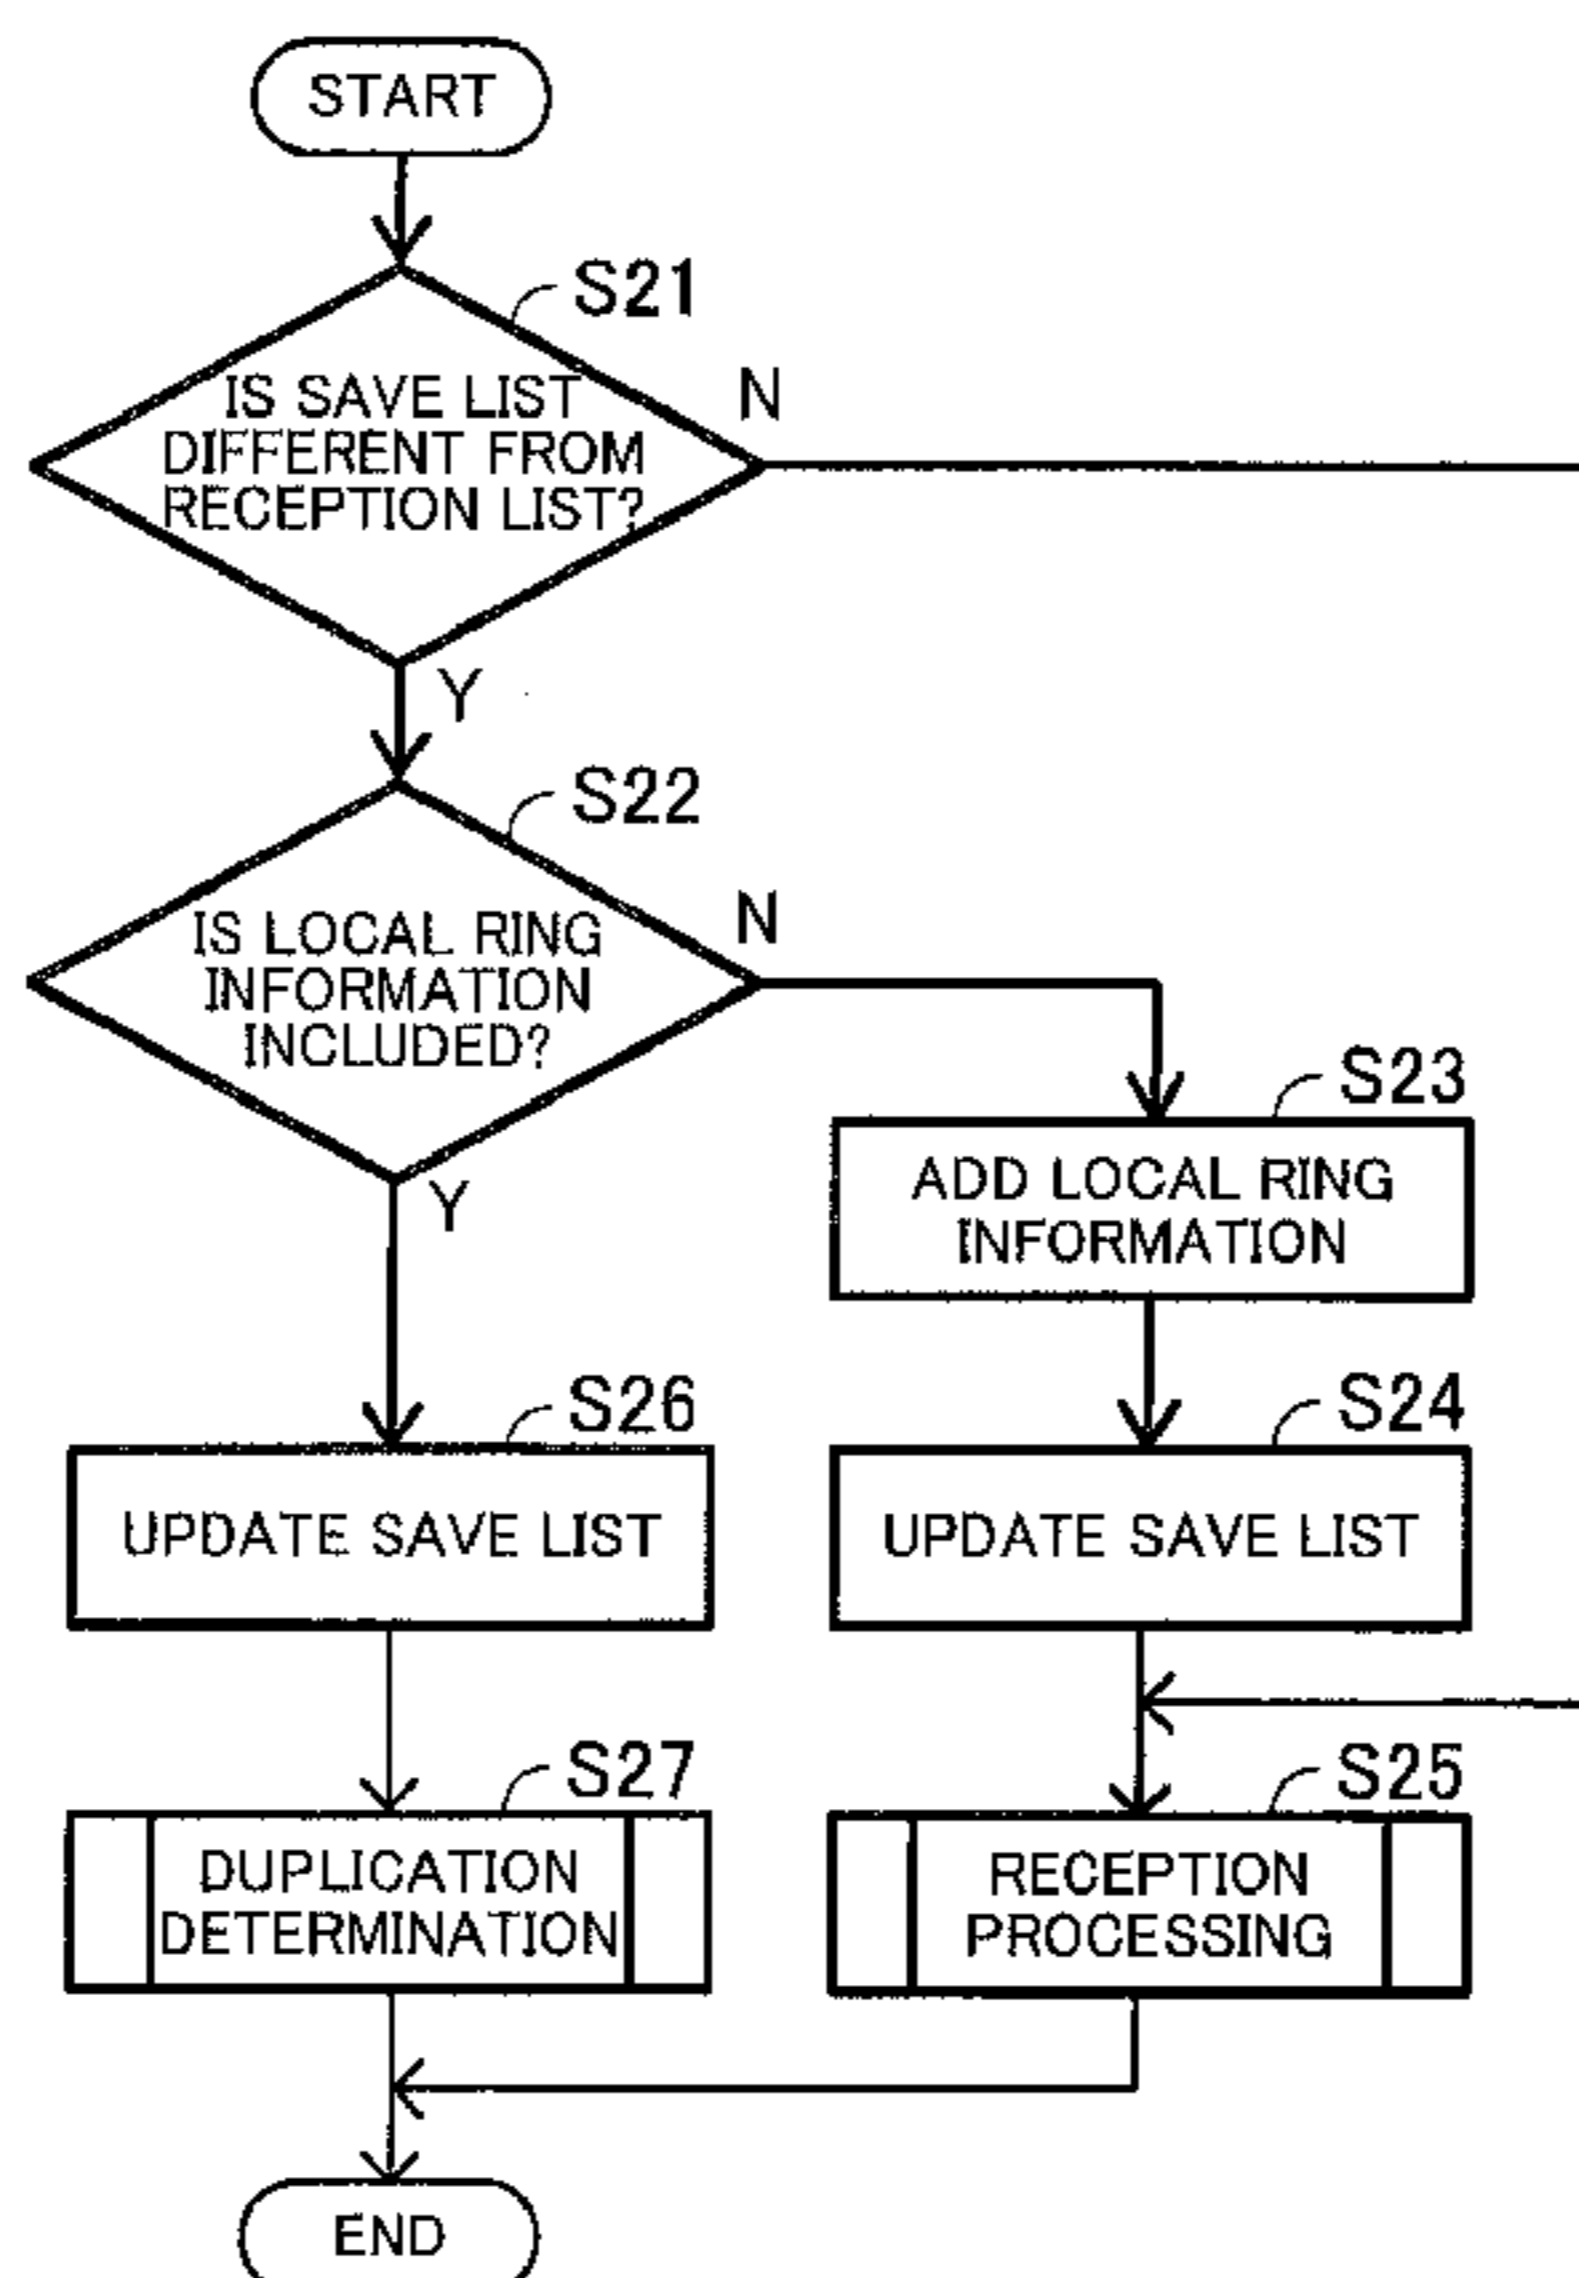 START
S21
IS SAVE LIST
DIFFERENT FROM
RECEPTION LIST?
N
Y
S22
IS LOCAL RING
INFORMATION
INCLUDED?
N
Y
S23
ADD LOCAL RING
INFORMATION
S26
UPDATE SAVE LIST
S24
UPDATE SAVE LIST
S27
DUPLICATION
DETERMINATION
S25
RECEPTION
PROCESSING
END